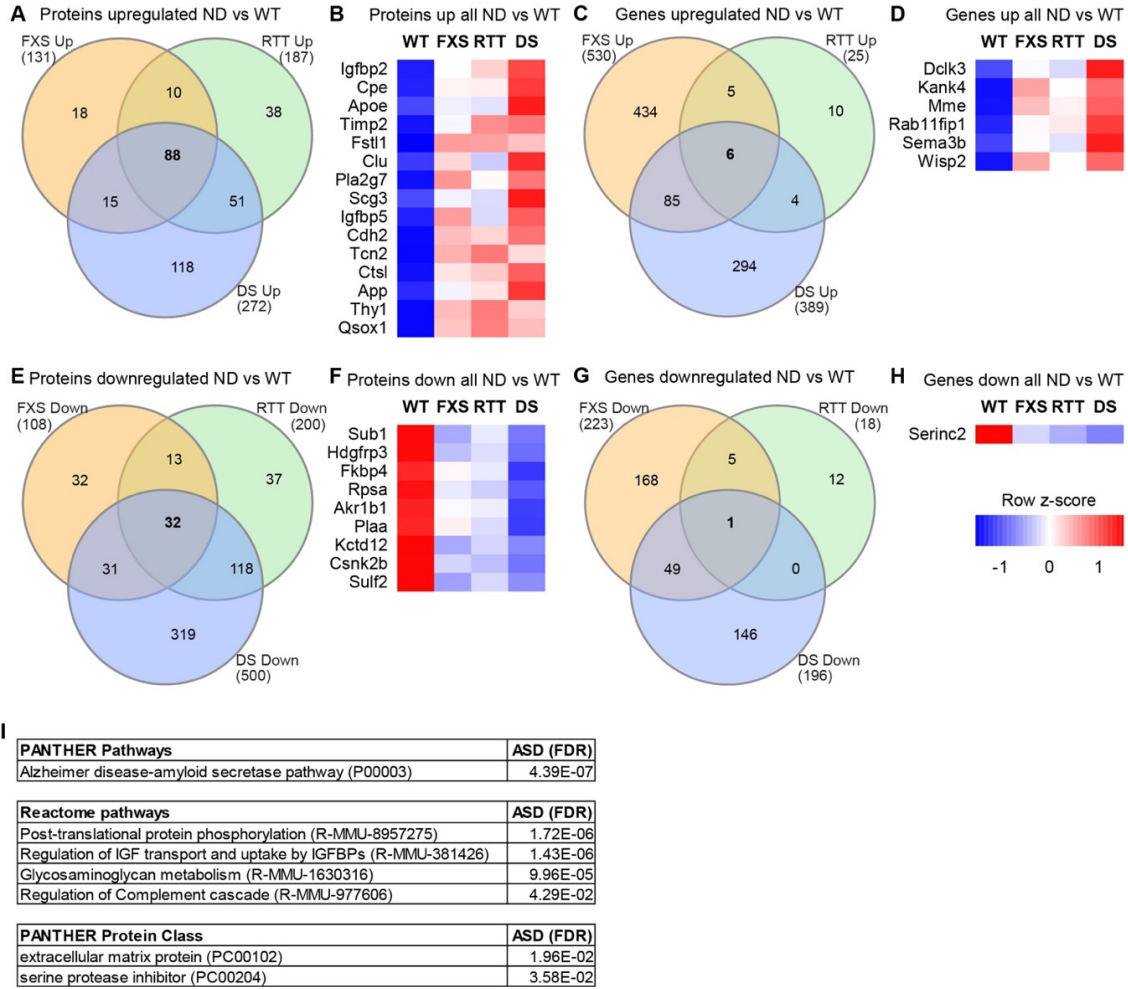 A Proteins upregulated ND vs WT
FXS Up
(131)
RTT Up
(187)
10
18
38
88
15
51
118
DS Up
(272)
B Proteins up all ND vs WT
WT FXS RTT DS
Igfbp2
Cpe
Apoe
Timp2
Fstl1
Clu
Pla2g7
Scg3
Igfbp5
Cdh2
Tcn2
Ctsl
App
Thy1
Qsox1
C Genes upregulated ND vs WT
FXS Up
(530)
RTT Up
(25)
5
434
10
6
85
4
294
DS Up
(389)
D Genes up all ND vs WT
WT FXS RTT DS
Dclk3
Kank4
Mme
Rab11fip1
Sema3b
Wisp2
E Proteins downregulated ND vs WT
FXS Down
(108)
RTT Down
(200)
13
32
37
32
31
118
319
DS Down
(500)
F Proteins down all ND vs WT
WT FXS RTT DS
Sub1
Hdgfrp3
Fkbp4
Rpsa
Akr1b1
Plaa
Kctd12
Csnk2b
Sulf2
G Genes downregulated ND vs WT
FXS Down
(223)
RTT Down
(18)
5
168
12
1
49
0
146
DS Down
(196)
H Genes down all ND vs WT
WT FXS RTT DS
Serinc2
Row z-score
-1 0 1
I
PANTHER Pathways ASD (FDR)
Alzheimer disease-amyloid secretase pathway (P00003) 4.39E-07
Reactome pathways ASD (FDR)
Post-translational protein phosphorylation (R-MMU-8957275) 1.72E-06
Regulation of IGF transport and uptake by IGFBPs (R-MMU-381426) 1.43E-06
Glycosaminoglycan metabolism (R-MMU-1630316) 9.96E-05
Regulation of Complement cascade (R-MMU-977606) 4.29E-02
PANTHER Protein Class ASD (FDR)
extracellular matrix protein (PC00102) 1.96E-02
serine protease inhibitor (PC00204) 3.58E-02